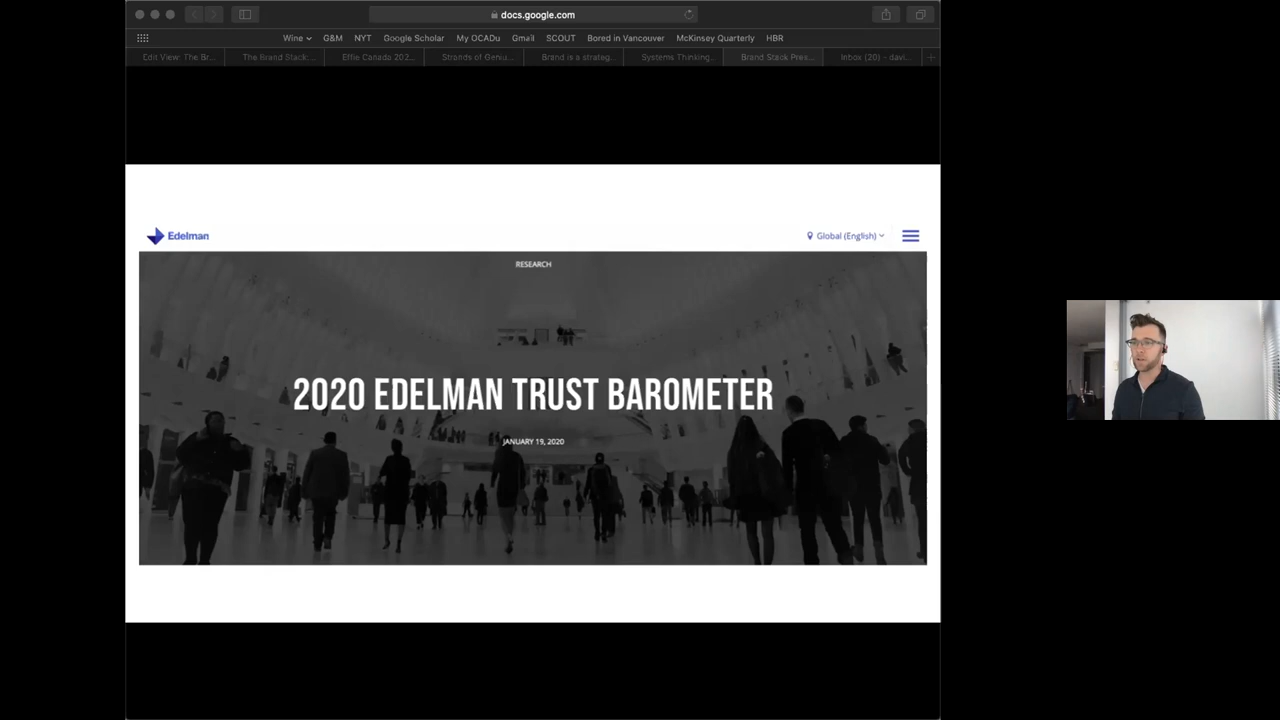 docs.google.com
Wine G&M NYT Google Scholar My OCADu Gmail SCOUT Bored in Vancouver McKinsey Quarterly HBR
Edit View: The Br... The Brand Stack:... Effie Canada 202... Strands of Geniu... Brand is a strateg... Systems Thinking... Brand Stack Pres... Inbox (20) - davi...
Edelman Global (English)
RESEARCH
2020 EDELMAN TRUST BAROMETER
JANUARY 19, 2020